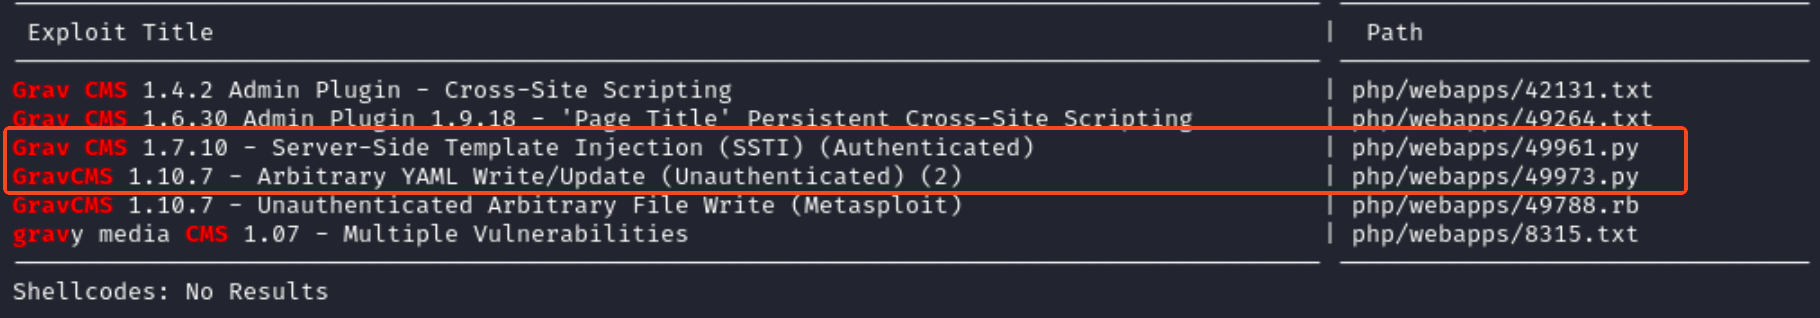 Exploit Title | Path
Grav CMS 1.4.2 Admin Plugin - Cross-Site Scripting | php/webapps/42131.txt
Grav CMS 1.6.30 Admin Plugin 1.9.18 - 'Page Title' Persistent Cross-Site Scripting | php/webapps/49264.txt
Grav CMS 1.7.10 - Server-Side Template Injection (SSTI) (Authenticated) | php/webapps/49961.py
GravCMS 1.10.7 - Arbitrary YAML Write/Update (Unauthenticated) (2) | php/webapps/49973.py
GravCMS 1.10.7 - Unauthenticated Arbitrary File Write (Metasploit) | php/webapps/49788.rb
gravy media CMS 1.07 - Multiple Vulnerabilities | php/webapps/8315.txt
Shellcodes: No Results